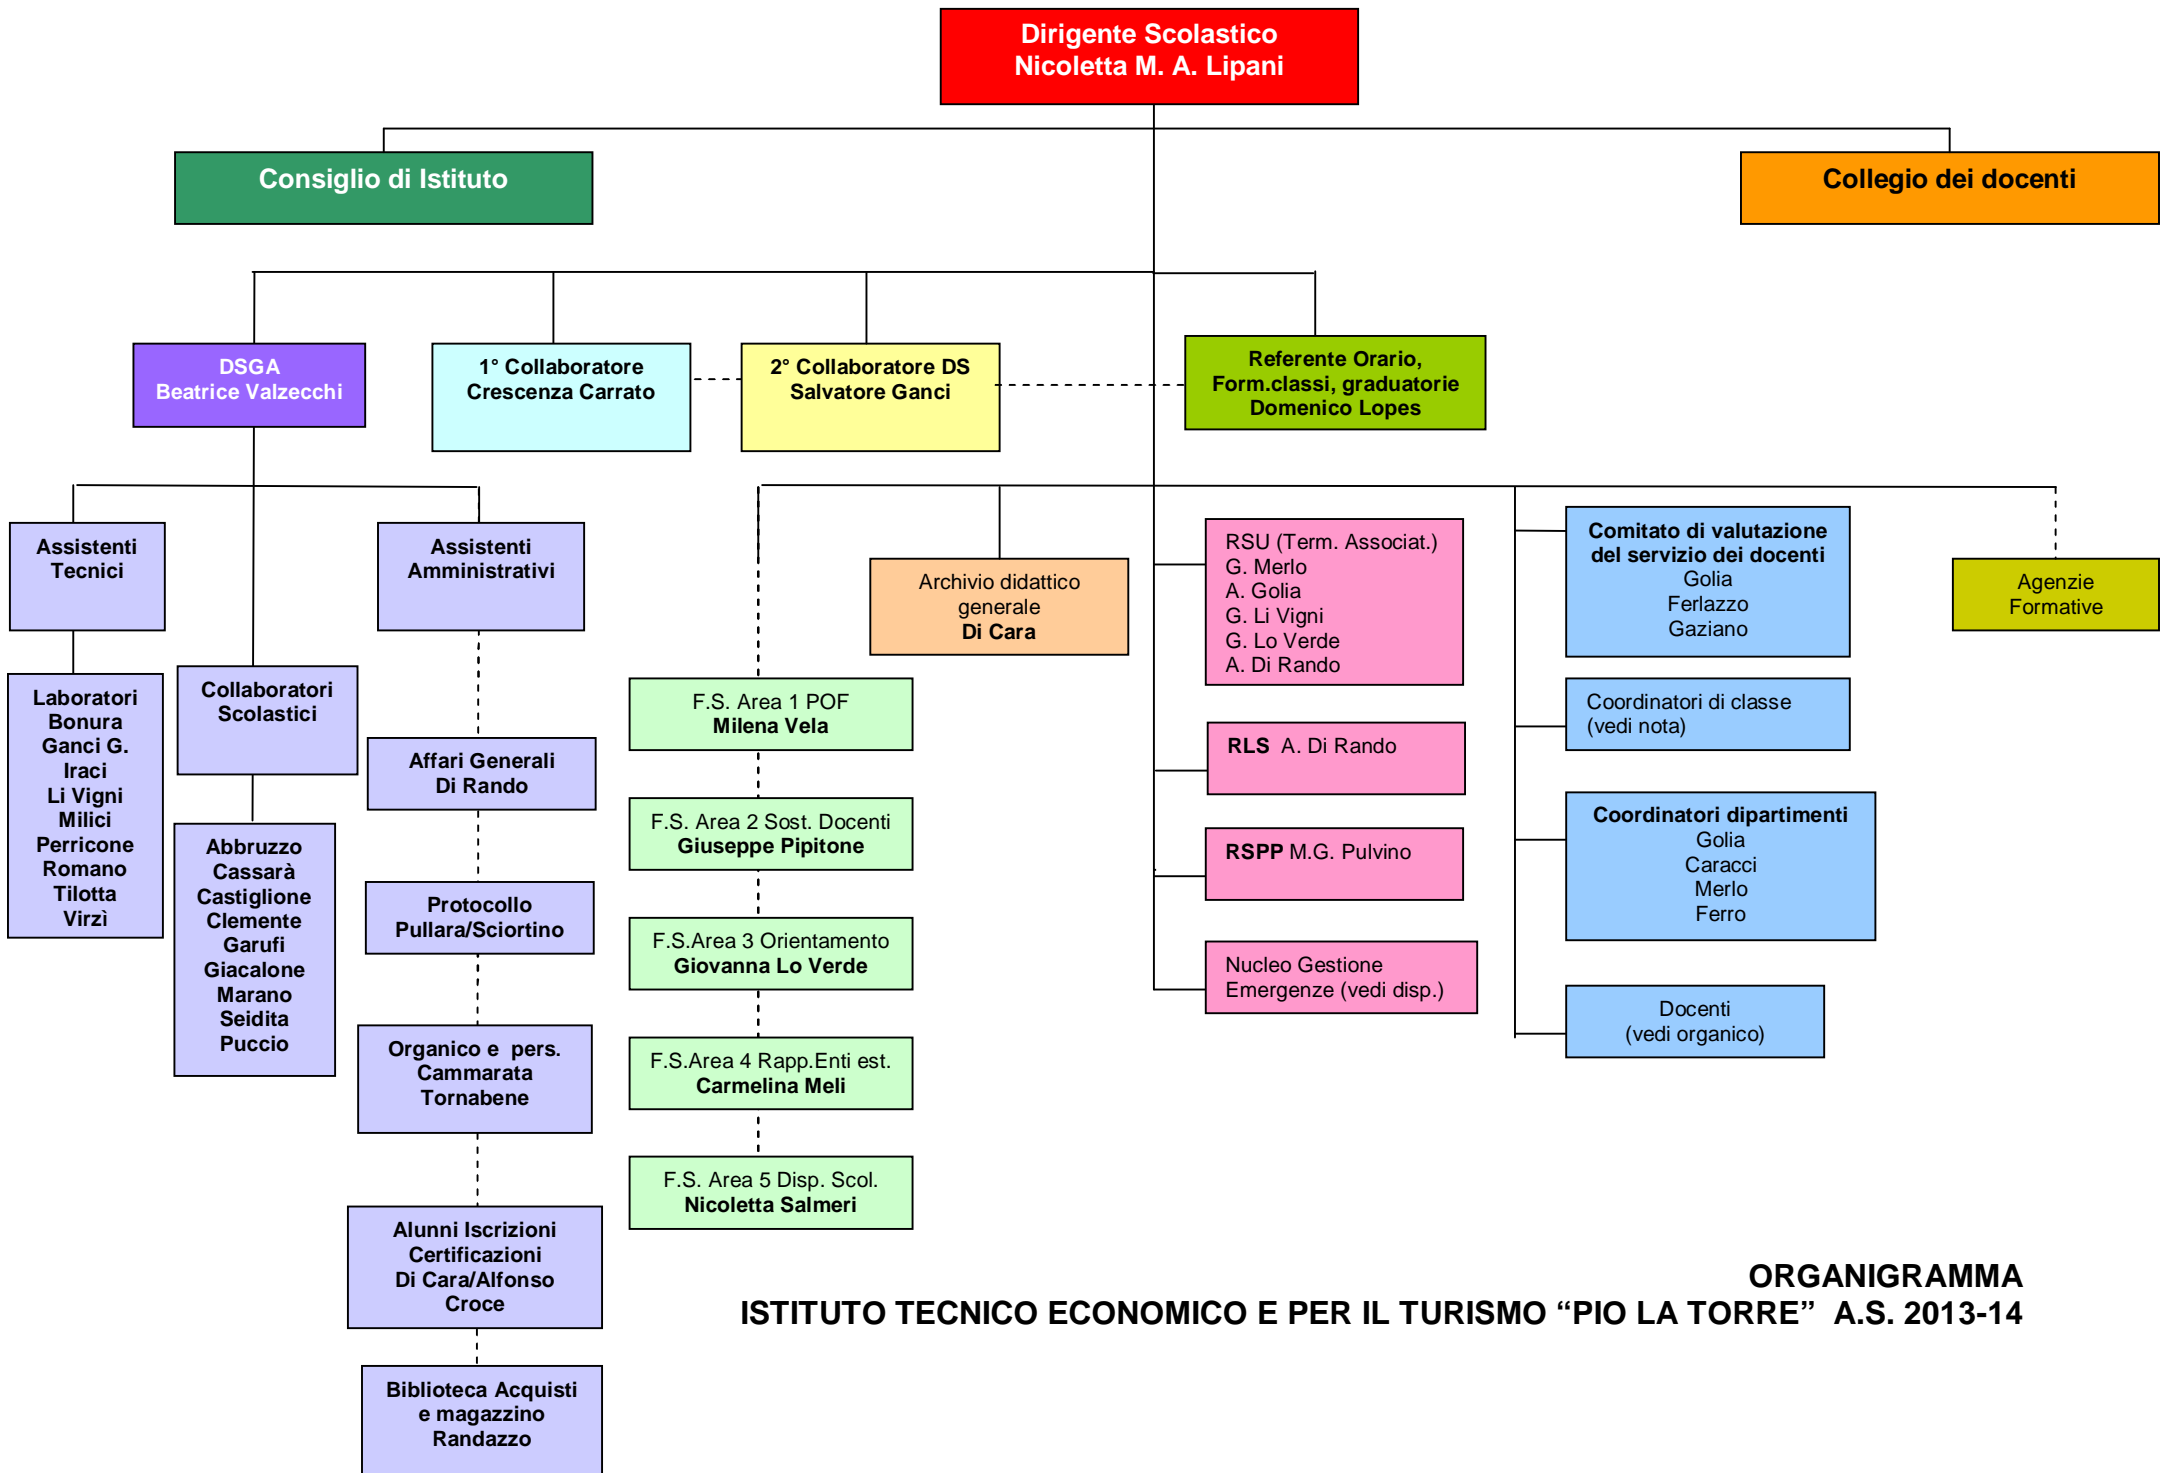 Dirigente Scolastico
Nicoletta M. A. Lipani
Consiglio di Istituto
Collegio dei docenti
DSGA
Beatrice Valzecchi
1° Collaboratore
Crescenza Carrato
2° Collaboratore DS
Salvatore Ganci
Referente Orario,
Form.classi, graduatorie
Domenico Lopes
Assistenti
Tecnici
Assistenti
Amministrativi
Laboratori
Bonura
Ganci G.
Iraci
Li Vigni
Milici
Perricone
Romano
Tilotta
Virzì
Collaboratori
Scolastici
Abbruzzo
Cassarà
Castiglione
Clemente
Garufi
Giacalone
Marano
Seidita
Puccio
Affari Generali
Di Rando
Protocollo
Pullara/Sciortino
Organico e  pers.
Cammarata
Tornabene
Alunni Iscrizioni
Certificazioni
Di Cara/Alfonso
Croce
Biblioteca Acquisti
e magazzino
Randazzo
F.S. Area 1 POF
Milena Vela
F.S. Area 2 Sost. Docenti
Giuseppe Pipitone
F.S.Area 3 Orientamento
Giovanna Lo Verde
F.S.Area 4 Rapp.Enti est.
Carmelina Meli
F.S. Area 5 Disp. Scol.
Nicoletta Salmeri
Archivio didattico
generale
Di Cara
RSU (Term. Associat.)
G. Merlo
A. Golia
G. Li Vigni
G. Lo Verde
A. Di Rando
RLS  A. Di Rando
RSPP M.G. Pulvino
Nucleo Gestione
Emergenze (vedi disp.)
Comitato di valutazione
del servizio dei docenti
Golia
Ferlazzo
Gaziano
Coordinatori di classe
(vedi nota)
Coordinatori dipartimenti
Golia
Caracci
Merlo
Ferro
Docenti
(vedi organico)
Agenzie
Formative
ORGANIGRAMMA
ISTITUTO TECNICO ECONOMICO E PER IL TURISMO “PIO LA TORRE”  A.S. 2013-14